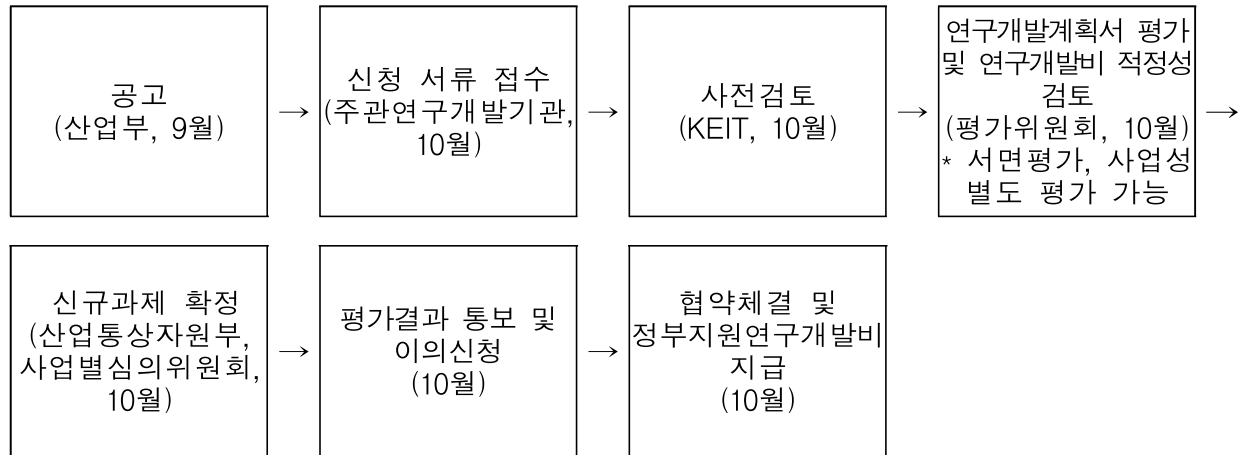 공고
(산업부, 9월)
→
신청 서류 접수
(주관연구개발기관,
10월)
→
사전검토
(KEIT, 10월)
→
연구개발계획서 평가
및 연구개발비 적정성
검토
(평가위원회, 10월)
* 서면평가, 사업성
별도 평가 가능
→
신규과제 확정
(산업통상자원부,
사업별심의위원회,
10월)
→
평가결과 통보 및
이의신청
(10월)
→
협약체결 및
정부지원연구개발비
지급
(10월)